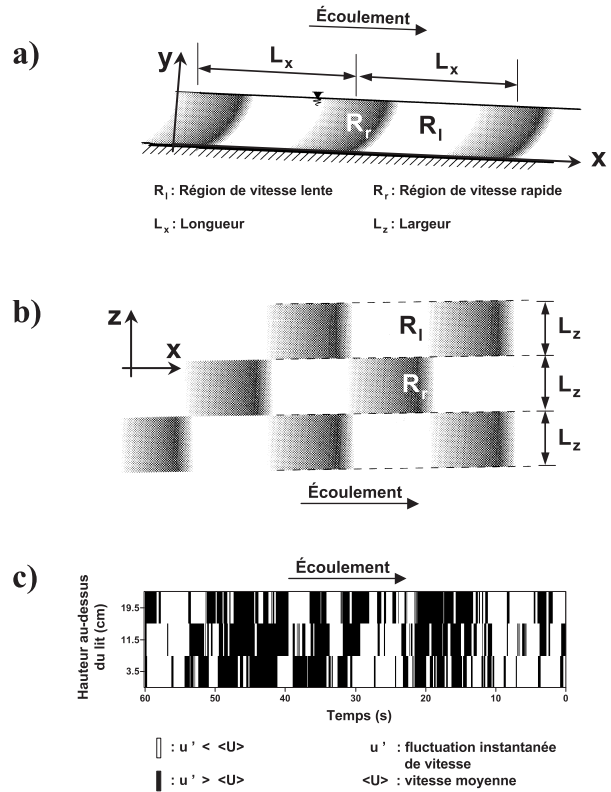 Écoulement
a)
y
Lx
Lx
Rr
Rl
x
Rl : Région de vitesse lente
Rr : Région de vitesse rapide
Lx : Longueur
Lz : Largeur
b)
z
x
Rl
Lz
Rr
Lz
Lz
Écoulement
c)
Écoulement
Hauteur au-dessus
du lit (cm)
19.5
11.5
3.5
60
50
40
30
20
10
0
Temps (s)
: u ' < <U>
u ' : fluctuation instantanée
de vitesse
: u ' > <U>
<U> : vitesse moyenne